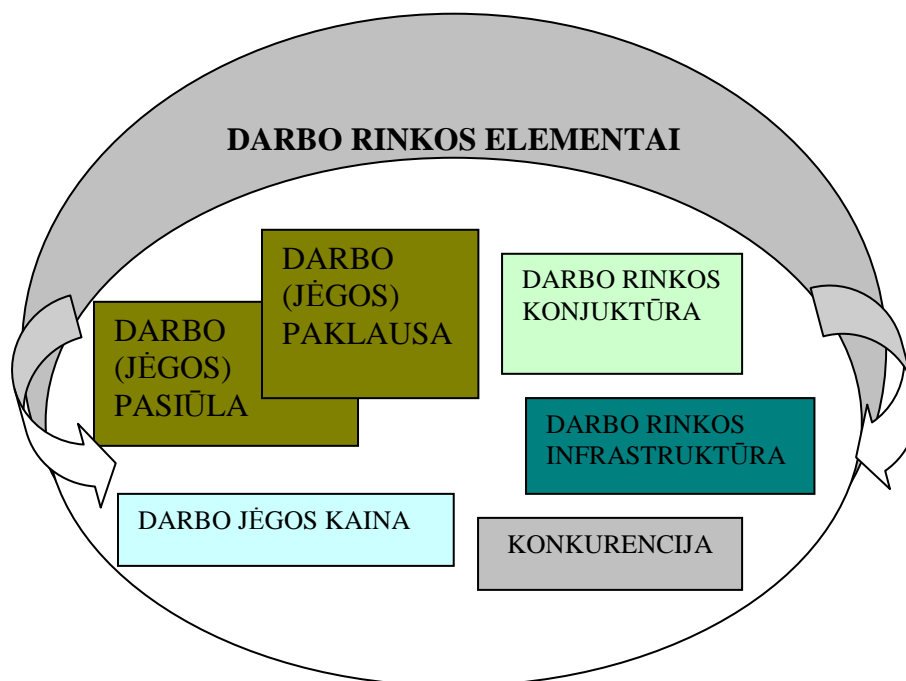 DARBO RINKOS ELEMENTAI
DARBO
(JĖGOS)
PAKLAUSA
DARBO
(JĖGOS)
PASIŪLA
DARBO RINKOS
KONJUKTŪRA
DARBO RINKOS
INFRASTRUKTŪRA
DARBO JĖGOS KAINA
KONKURENCIJA